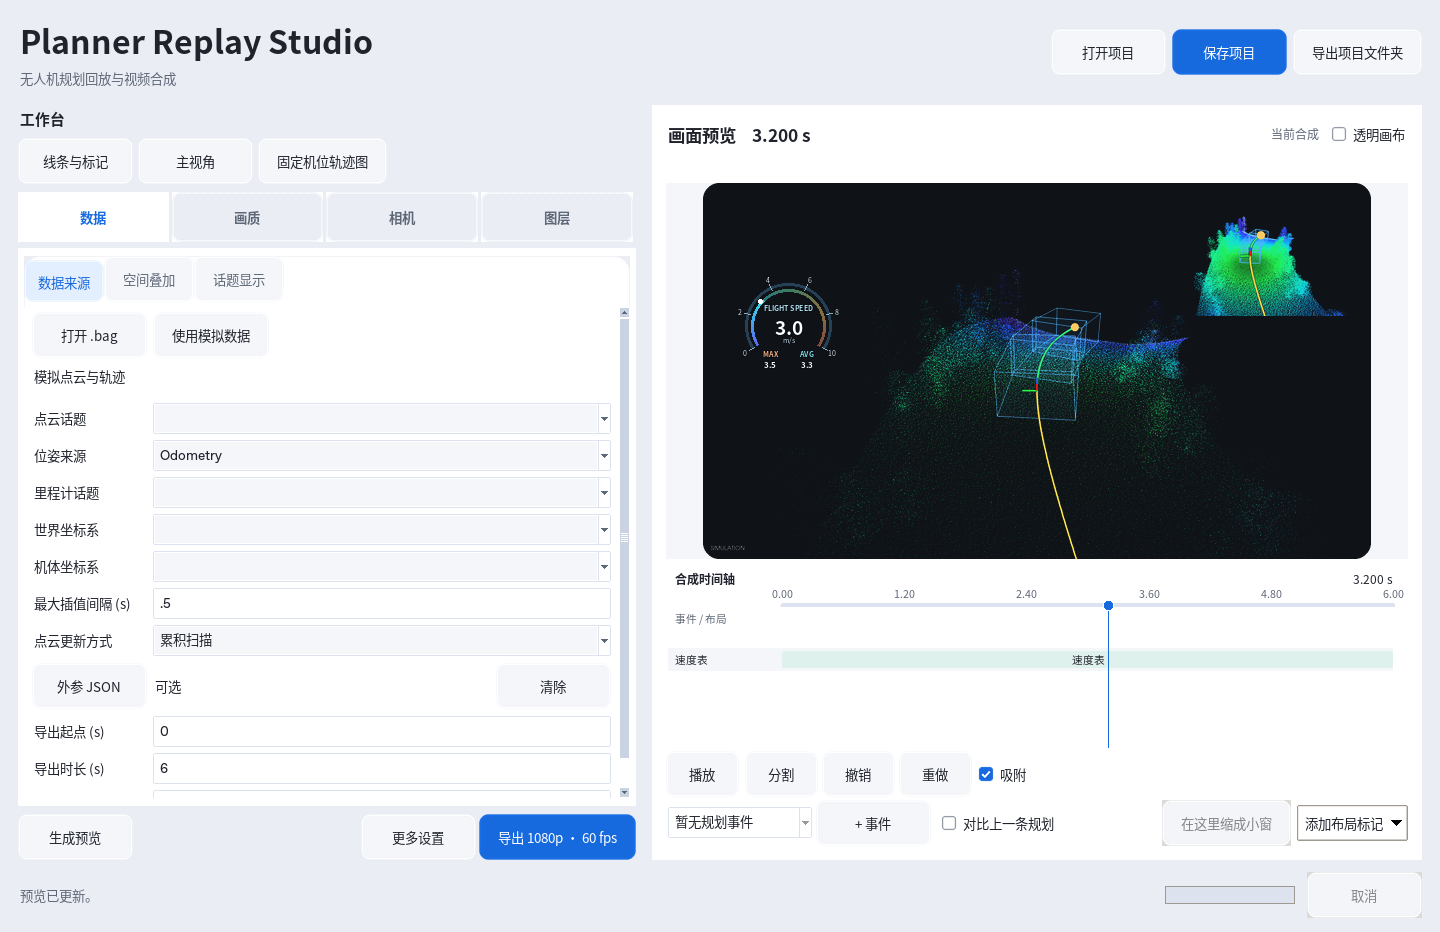 Planner Replay Studio
无人机规划回放与视频合成
打开项目
保存项目
导出项目文件夹
工作台
线条与标记
主视角
固定机位轨迹图
数据
画质
相机
图层
数据来源
空间叠加
话题显示
打开 .bag
使用模拟数据
模拟点云与轨迹
点云话题
位姿来源
Odometry
里程计话题
世界坐标系
机体坐标系
最大插值间隔 (s)
.5
点云更新方式
累积扫描
外参 JSON
可选
清除
导出起点 (s)
0
导出时长 (s)
6
生成预览
更多设置
导出 1080p · 60 fps
预览已更新。
画面预览 3.200 s
当前合成
透明画布
4
6
2
8
0
10
FLIGHT SPEED
3.0
m/s
MAX
AVG
3.5
3.3
SIMULATION
合成时间轴
3.200 s
0.00
1.20
2.40
3.60
4.80
6.00
事件 / 布局
速度表
速度表
播放
分割
撤销
重做
吸附
暂无规划事件
+ 事件
对比上一条规划
在这里缩成小窗
添加布局标记
取消